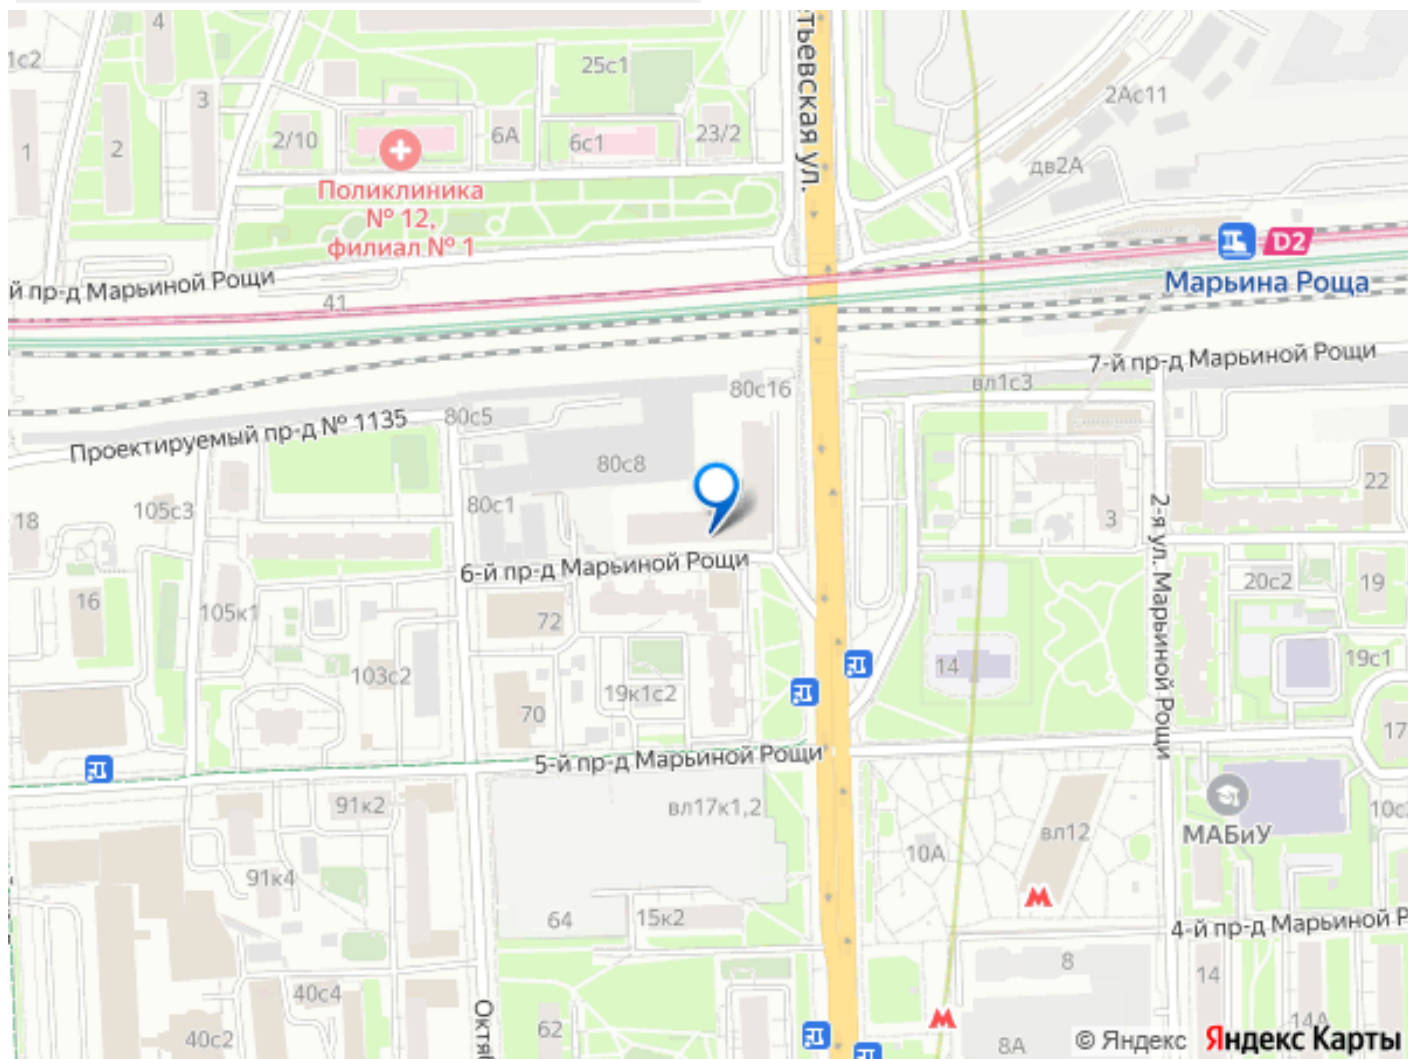 4
1с2
25с1
тьевская ул.
2Ас11
3
1
2
2/10
6А
6с1
23/2
дв2А
Поликлиника
№ 12,
филиал № 1
D2
Марьина Роща
й пр-д Марьиной Рощи
41
7-й пр-д Марьиной Рощи
вл1с3
80с16
80с5
Проектируемый пр-д № 1135
80с8
22
80с1
105с3
18
3
2-я ул. Марьиной Рощи
6-й пр-д Марьиной Рощи
20с2
19
16
105к1
72
14
19с1
103с2
19к1с2
70
17
5-й пр-д Марьиной Рощи
91к2
вл17к1,2
вл12
МАБиУ
10с2
10А
91к4
64
15к2
4-й пр-д Марьиной Р
8
14
40с4
Октяб
62
40с2
8А
14А
© Яндекс Яндекс Карты